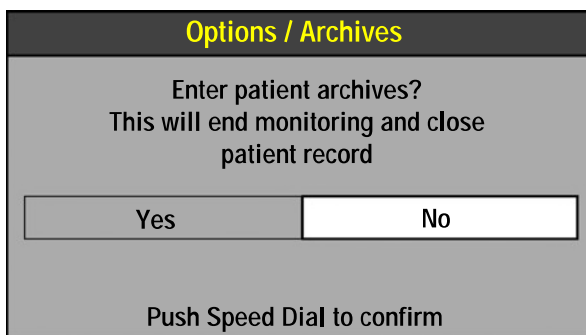 Options / Archives
Enter patient archives?
This will end monitoring and close
patient record
Yes No
Push Speed Dial to confirm